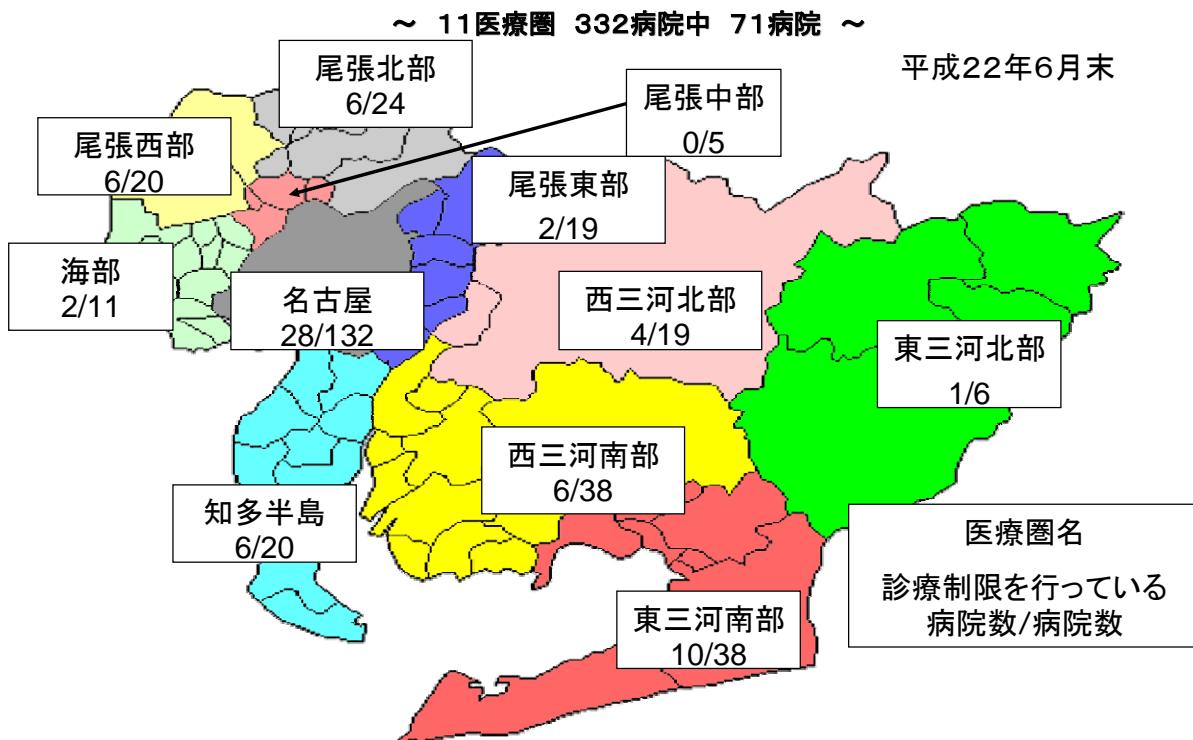 ～ 11医療圏 332病院中 71病院 ～
平成22年6月末
尾張北部
6/24
尾張中部
0/5
尾張西部
6/20
尾張東部
2/19
海部
2/11
名古屋
28/132
西三河北部
4/19
東三河北部
1/6
西三河南部
6/38
知多半島
6/20
東三河南部
10/38
医療圏名
診療制限を行っている
病院数/病院数